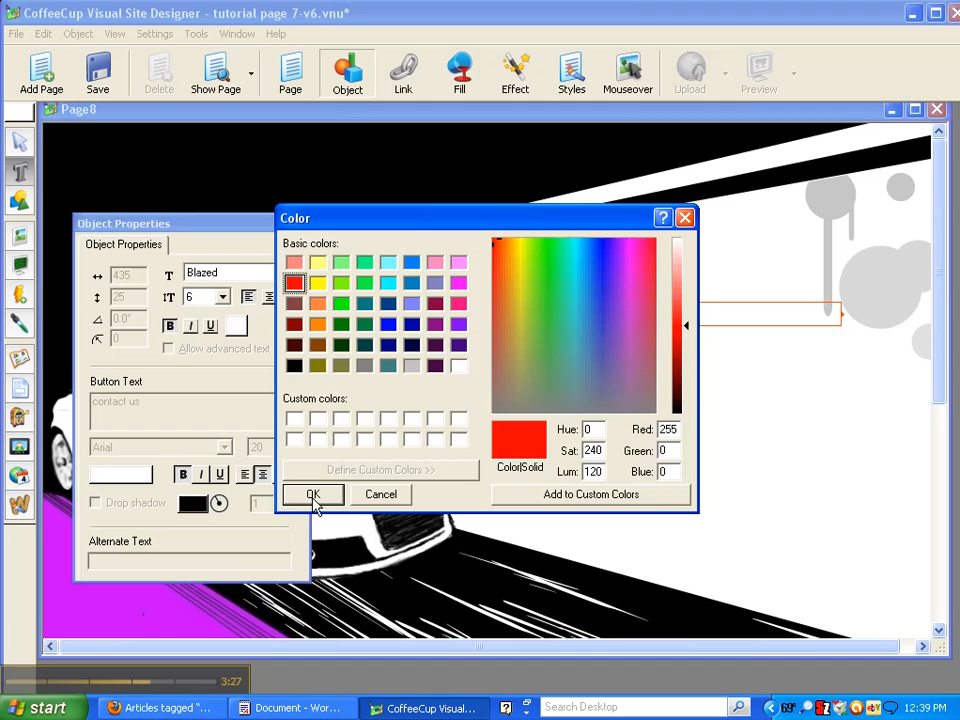 CoffeeCup Visual Site Designer - tutorial page 7-v6.vnu*
File Edit Object View Settings Tools Window Help
Add Page Save Delete Show Page Page Object Link Fill Effect Styles Mouseover Upload Preview
Page8
Object Properties
Object Properties
435
T Blazed
25
IT 6
0.0°
B I U
0
Allow advanced text
Button Text
contact us
Arial 20
B I U
Drop shadow 1
Alternate Text
Color
Basic colors:
Custom colors:
Define Custom Colors >>
OK Cancel
Color|Solid
Hue: 0 Red: 255
Sat: 240 Green: 0
Lum: 120 Blue: 0
Add to Custom Colors
3:27
start Articles tagged “... Document - Wor... CoffeeCup Visual... Search Desktop 69° 12:39 PM